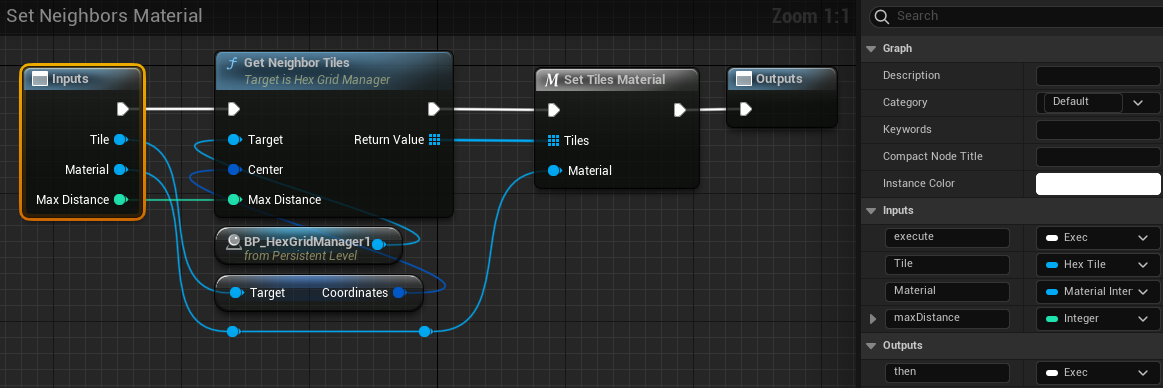 Set Neighbors Material
Zoom 1:1
Inputs
Tile
Material
Max Distance
f Get Neighbor Tiles
Target is Hex Grid Manager
Target
Return Value
Center
Max Distance
BP_HexGridManager1
from Persistent Level
Target
Coordinates
M Set Tiles Material
Tiles
Material
Outputs
Search
Graph
Description
Category
Default
Keywords
Compact Node Title
Instance Color
Inputs
execute
Exec
Tile
Hex Tile
Material
Material Inter
maxDistance
Integer
Outputs
then
Exec